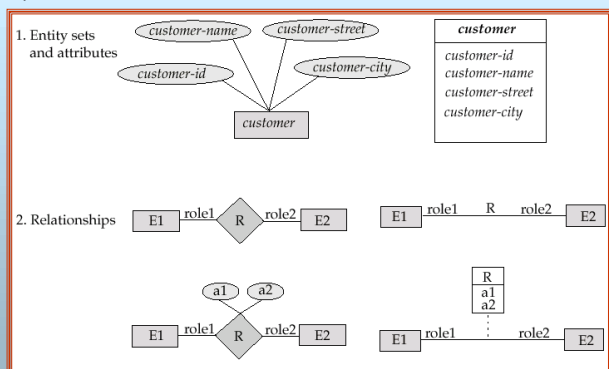 1. Entity sets
and attributes
customer-name
customer-street
customer-id
customer-city
customer
customer
customer-id
customer-name
customer-street
customer-city
2. Relationships
E1 role1 R role2 E2
E1 role1 R role2 E2
a1 a2
E1 role1 R role2 E2
R
a1
a2
E1 role1 role2 E2